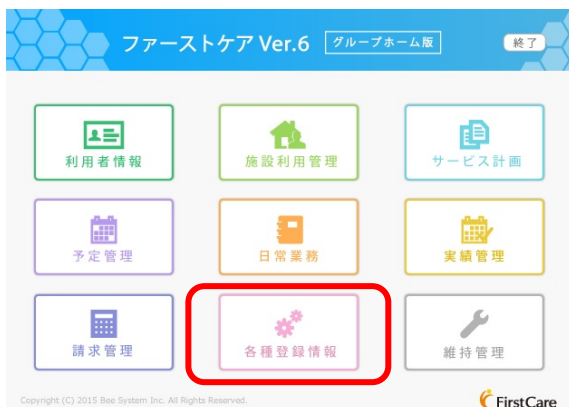 ファーストケア Ver.6 グループホーム版 終了
利用者情報 施設利用管理 サービス計画
予定管理 日常業務 実績管理
請求管理 各種登録情報 維持管理
Copyright (C) 2015 Bee System Inc. All Rights Reserved. FirstCare